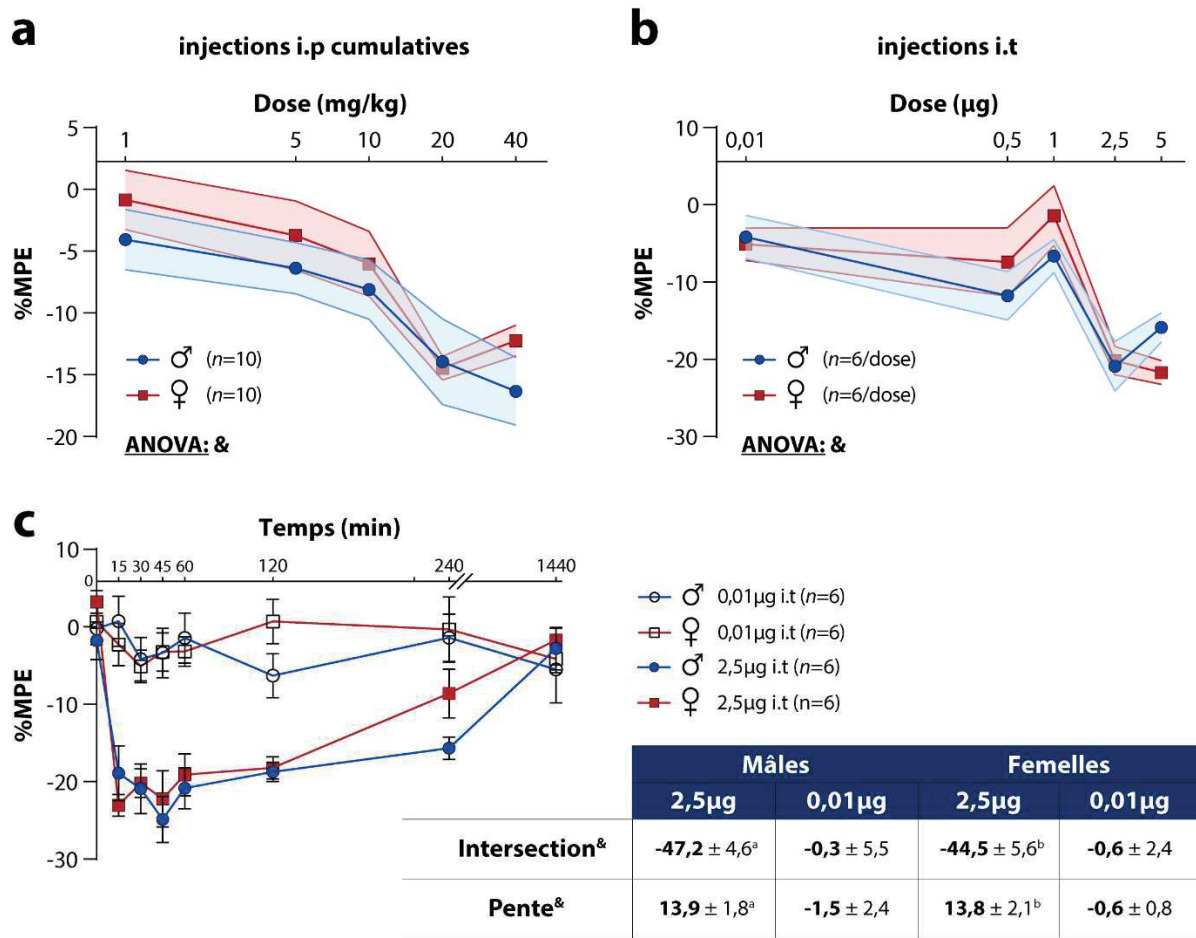 a
injections i.p cumulatives
Dose (mg/kg)
5
1 5 10 20 40
0
-5
-10
-15
-20
%MPE
♂ (n=10)
♀ (n=10)
ANOVA: &
b
injections i.t
Dose (µg)
10
0,01 0,5 1 2,5 5
0
-10
-20
-30
%MPE
♂ (n=6/dose)
♀ (n=6/dose)
ANOVA: &
c
Temps (min)
10
0 15 30 45 60 120 240 1440
0
-10
-20
-30
%MPE
♂ 0,01µg i.t (n=6)
♀ 0,01µg i.t (n=6)
♂ 2,5µg i.t (n=6)
♀ 2,5µg i.t (n=6)
Mâles Femelles
2,5µg 0,01µg 2,5µg 0,01µg
Intersection& -47,2 ± 4,6ª -0,3 ± 5,5 -44,5 ± 5,6ᵇ -0,6 ± 2,4
Pente& 13,9 ± 1,8ª -1,5 ± 2,4 13,8 ± 2,1ᵇ -0,6 ± 0,8